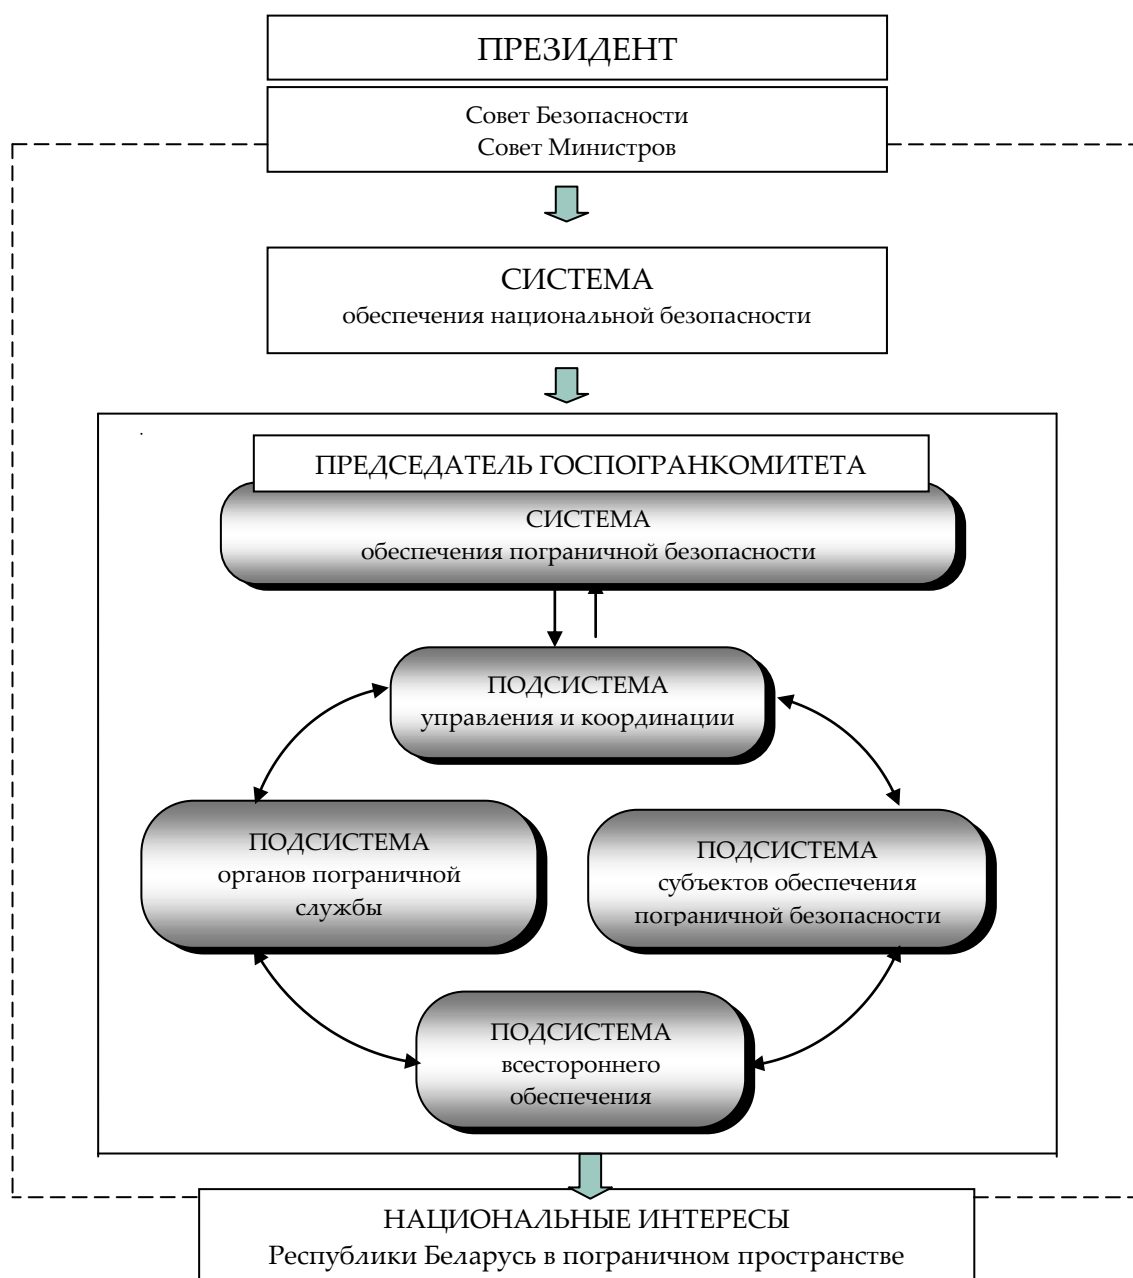 ПРЕЗИДЕНТ
Совет Безопасности
Совет Министров
СИСТЕМА
обеспечения национальной безопасности
ПРЕДСЕДАТЕЛЬ ГОСПОГРАНКОМИТЕТА
СИСТЕМА
обеспечения пограничной безопасности
ПОДСИСТЕМА
управления и координации
ПОДСИСТЕМА
органов пограничной
службы
ПОДСИСТЕМА
субъектов обеспечения
пограничной безопасности
ПОДСИСТЕМА
всестороннего
обеспечения
НАЦИОНАЛЬНЫЕ ИНТЕРЕСЫ
Республики Беларусь в пограничном пространстве